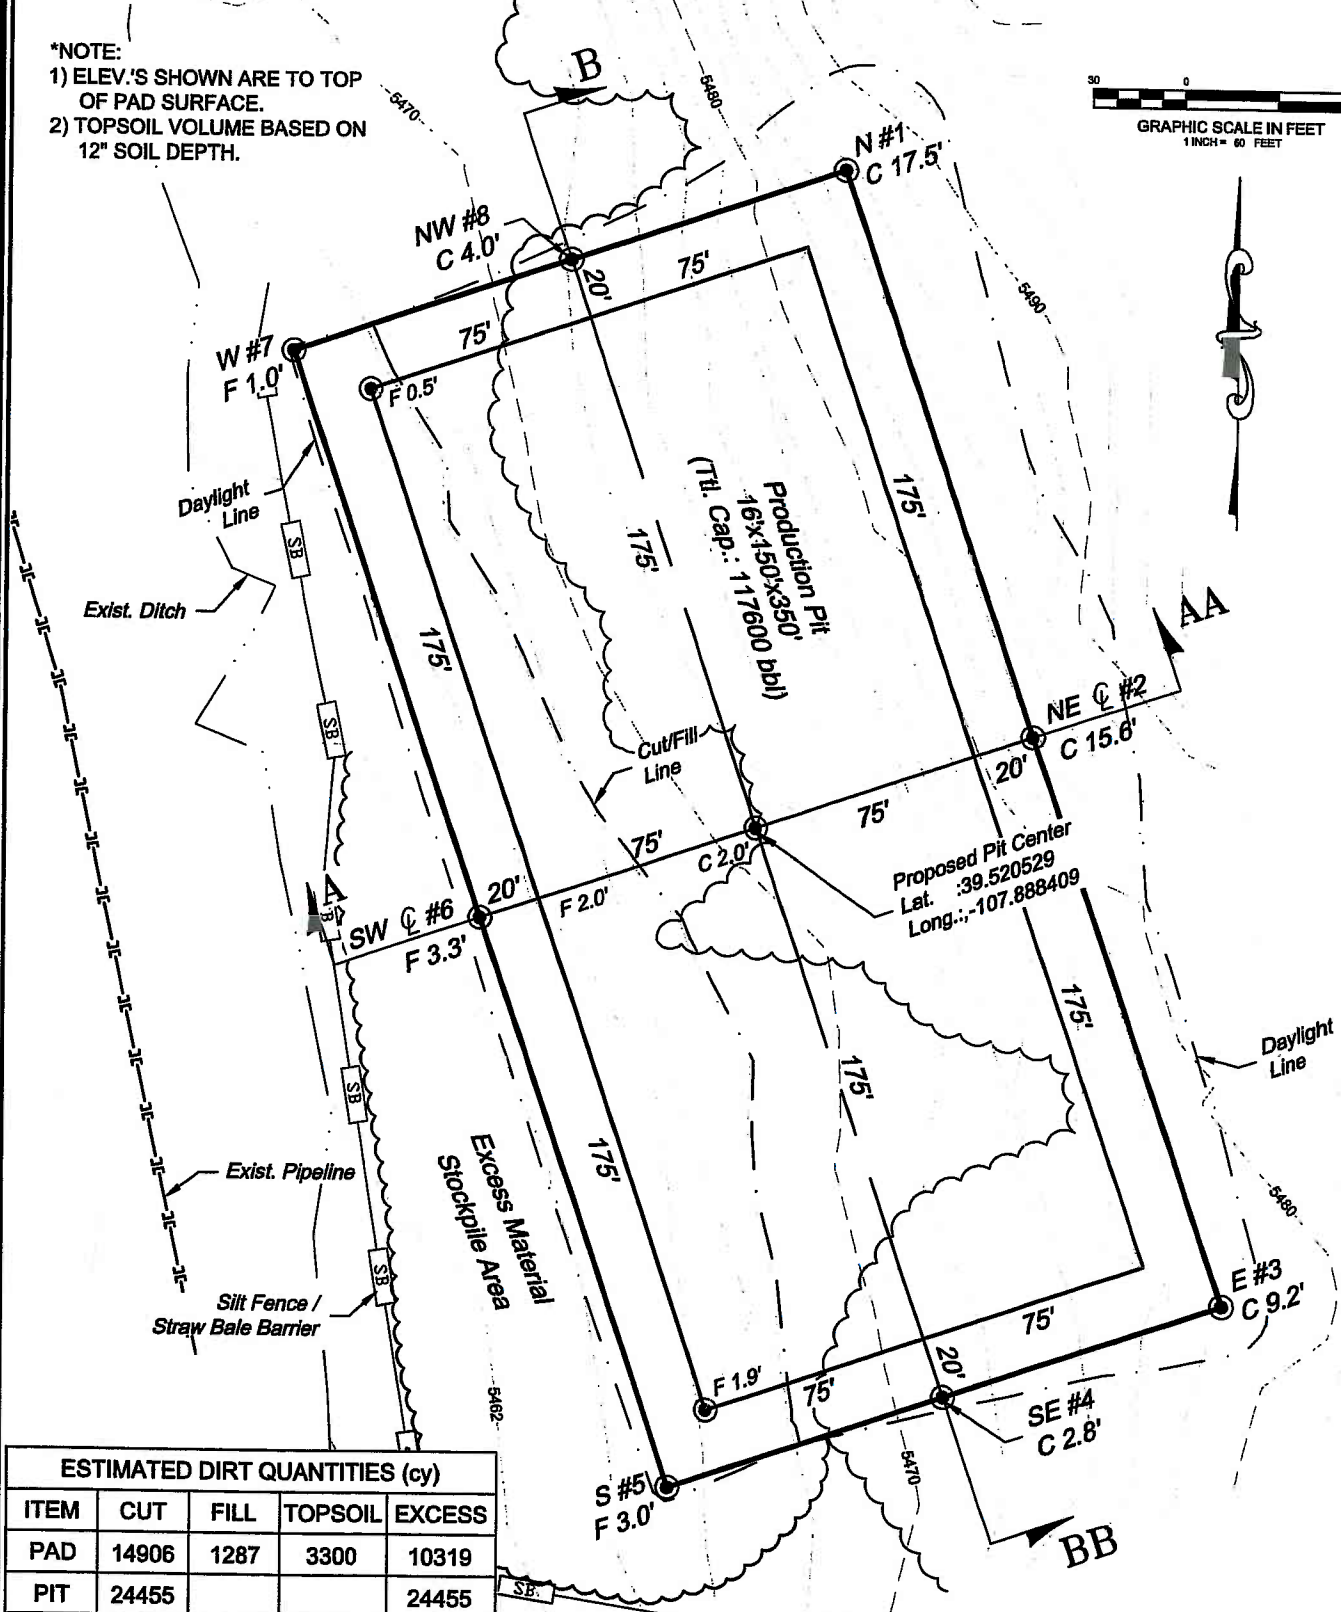 *NOTE:
1) ELEV.'S SHOWN ARE TO TOP
OF PAD SURFACE.
2) TOPSOIL VOLUME BASED ON
12" SOIL DEPTH.
B
5470
5480
30 0
GRAPHIC SCALE IN FEET
1 INCH = 60 FEET
N #1
C 17.5'
NW #8
C 4.0'
20'
75'
75'
5490
W #7
F 1.0'
F 0.5'
Daylight
Line
Production Pit
16'x150'x350'
(Ttl. Cap.: 117600 bbl)
175'
175'
SB
Exist. Ditch
175'
AA
SB
NE ℄ #2
C 15.6'
Cut/Fill
Line
20'
75'
75'
C 2.0'
Proposed Pit Center
Lat. :39.520529
Long.:,-107.888409
A
20'
F 2.0'
SW ℄ #6
F 3.3'
175'
Daylight
Line
175'
SB
175'
Exist. Pipeline
Excess Material
Stockpile Area
5480
SB
Silt Fence /
Straw Bale Barrier
E #3
C 9.2'
75'
20'
F 1.9'
75'
5462
SE #4
C 2.8'
5470
S #5
F 3.0'
BB
ESTIMATED DIRT QUANTITIES (cy)
ITEM CUT FILL TOPSOIL EXCESS
PAD 14906 1287 3300 10319
PIT 24455 24455
SB